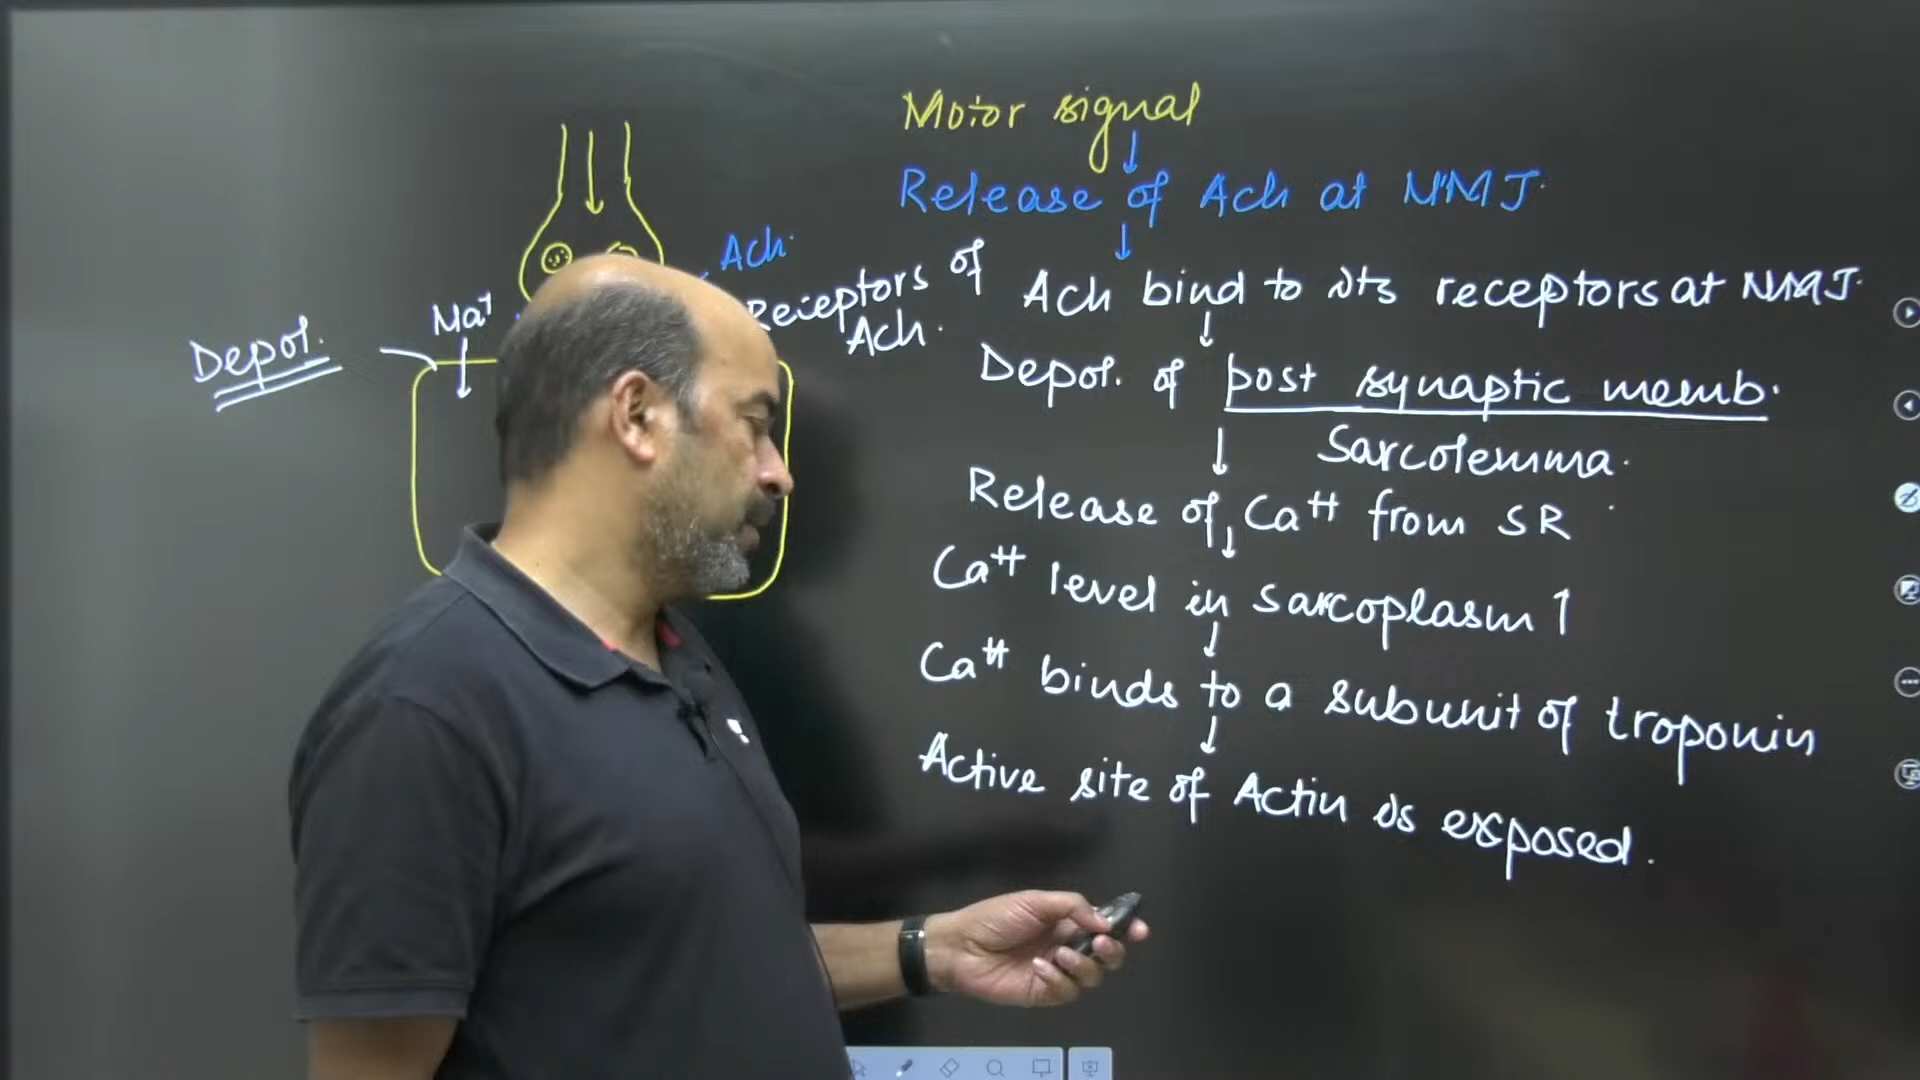 Motor signal
↓
Release of Ach at NMJ.
↓
Ach bind to its receptors at NMJ.
↓
Depol. of post synaptic memb.
Sarcolemma.
↓
Release of Ca++ from SR
↓
Ca++ level in sarcoplasm ↑
↓
Ca++ binds to a subunit of troponin
↓
Active site of Actin is exposed.
Ach.
Receptors of
Ach.
Na+
Depol.